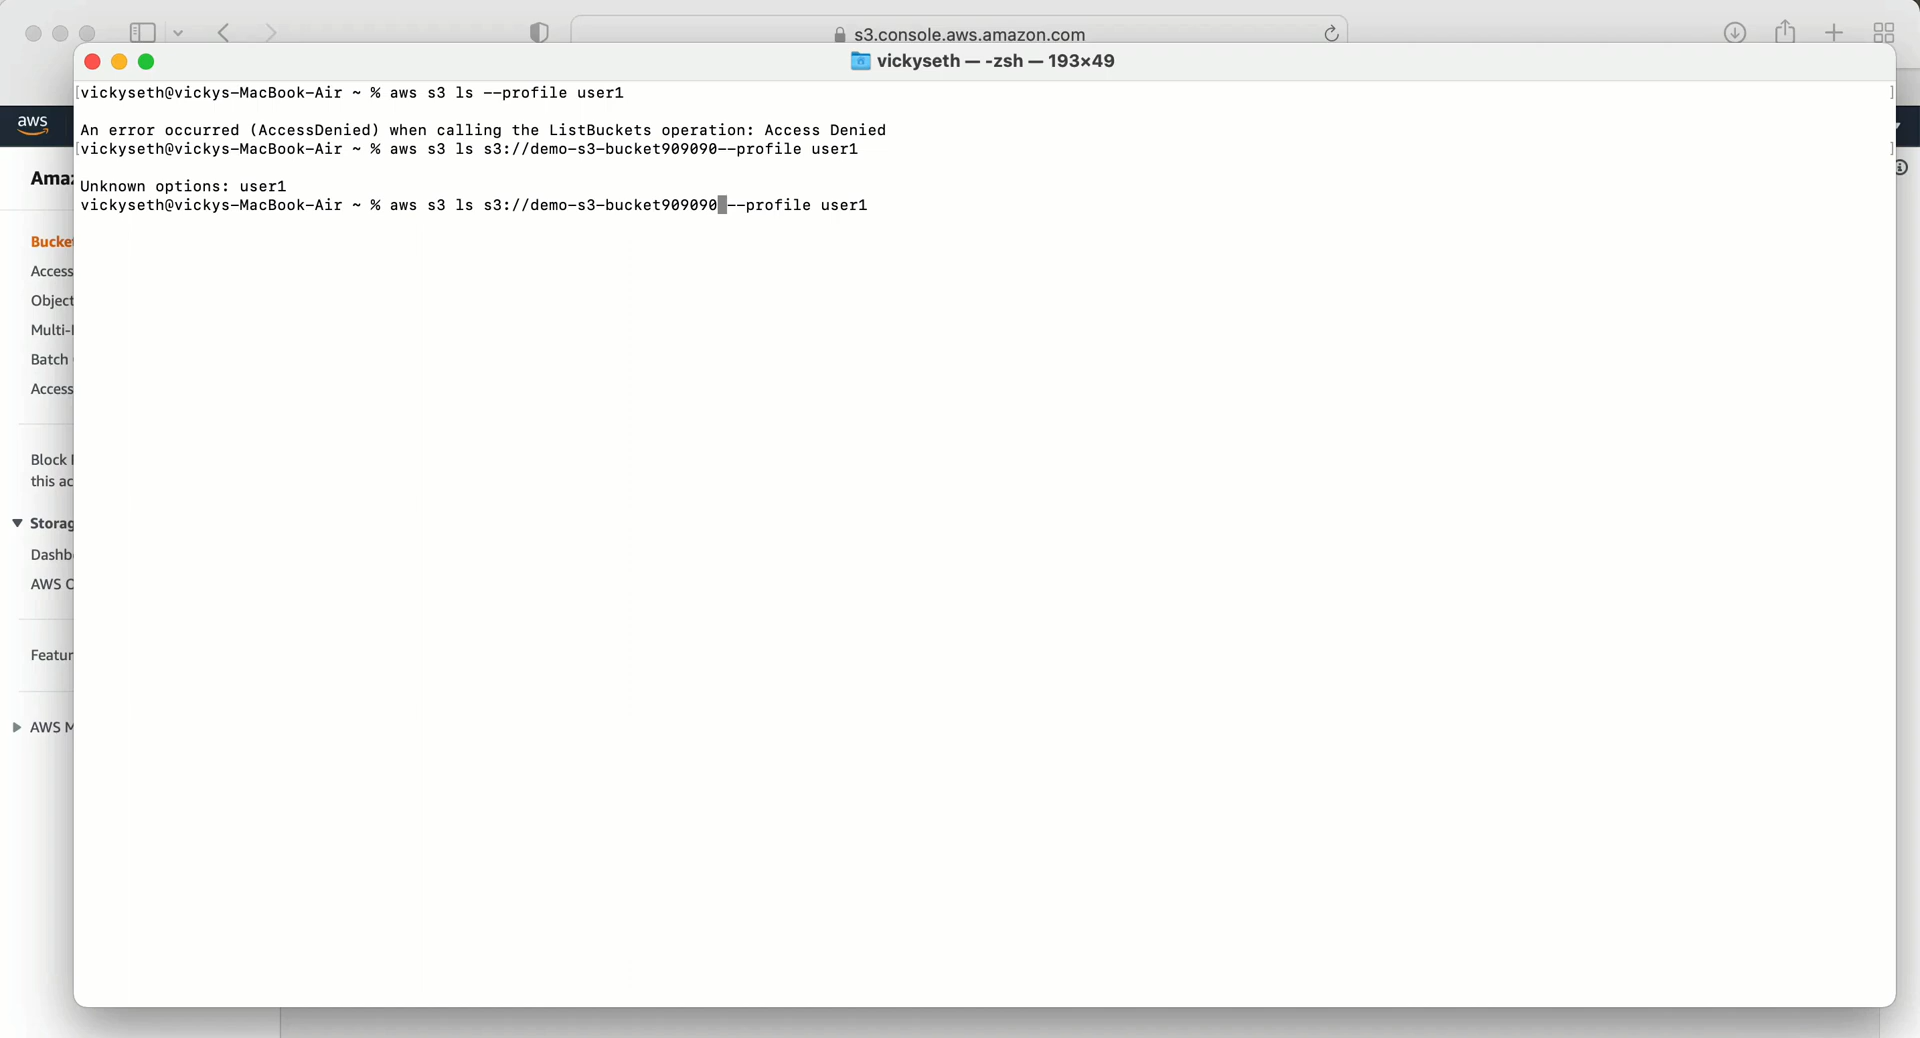 s3.console.aws.amazon.com
vickyseth — -zsh — 193×49
[vickyseth@vickys-MacBook-Air ~ % aws s3 ls --profile user1 ]
An error occurred (AccessDenied) when calling the ListBuckets operation: Access Denied
[vickyseth@vickys-MacBook-Air ~ % aws s3 ls s3://demo-s3-bucket909090--profile user1 ]
Unknown options: user1
vickyseth@vickys-MacBook-Air ~ % aws s3 ls s3://demo-s3-bucket909090 --profile user1
aws
Ama
Bucke
Access
Object
Multi-
Batch
Access
Block
this ac
Storag
Dashb
AWS
Featur
AWS